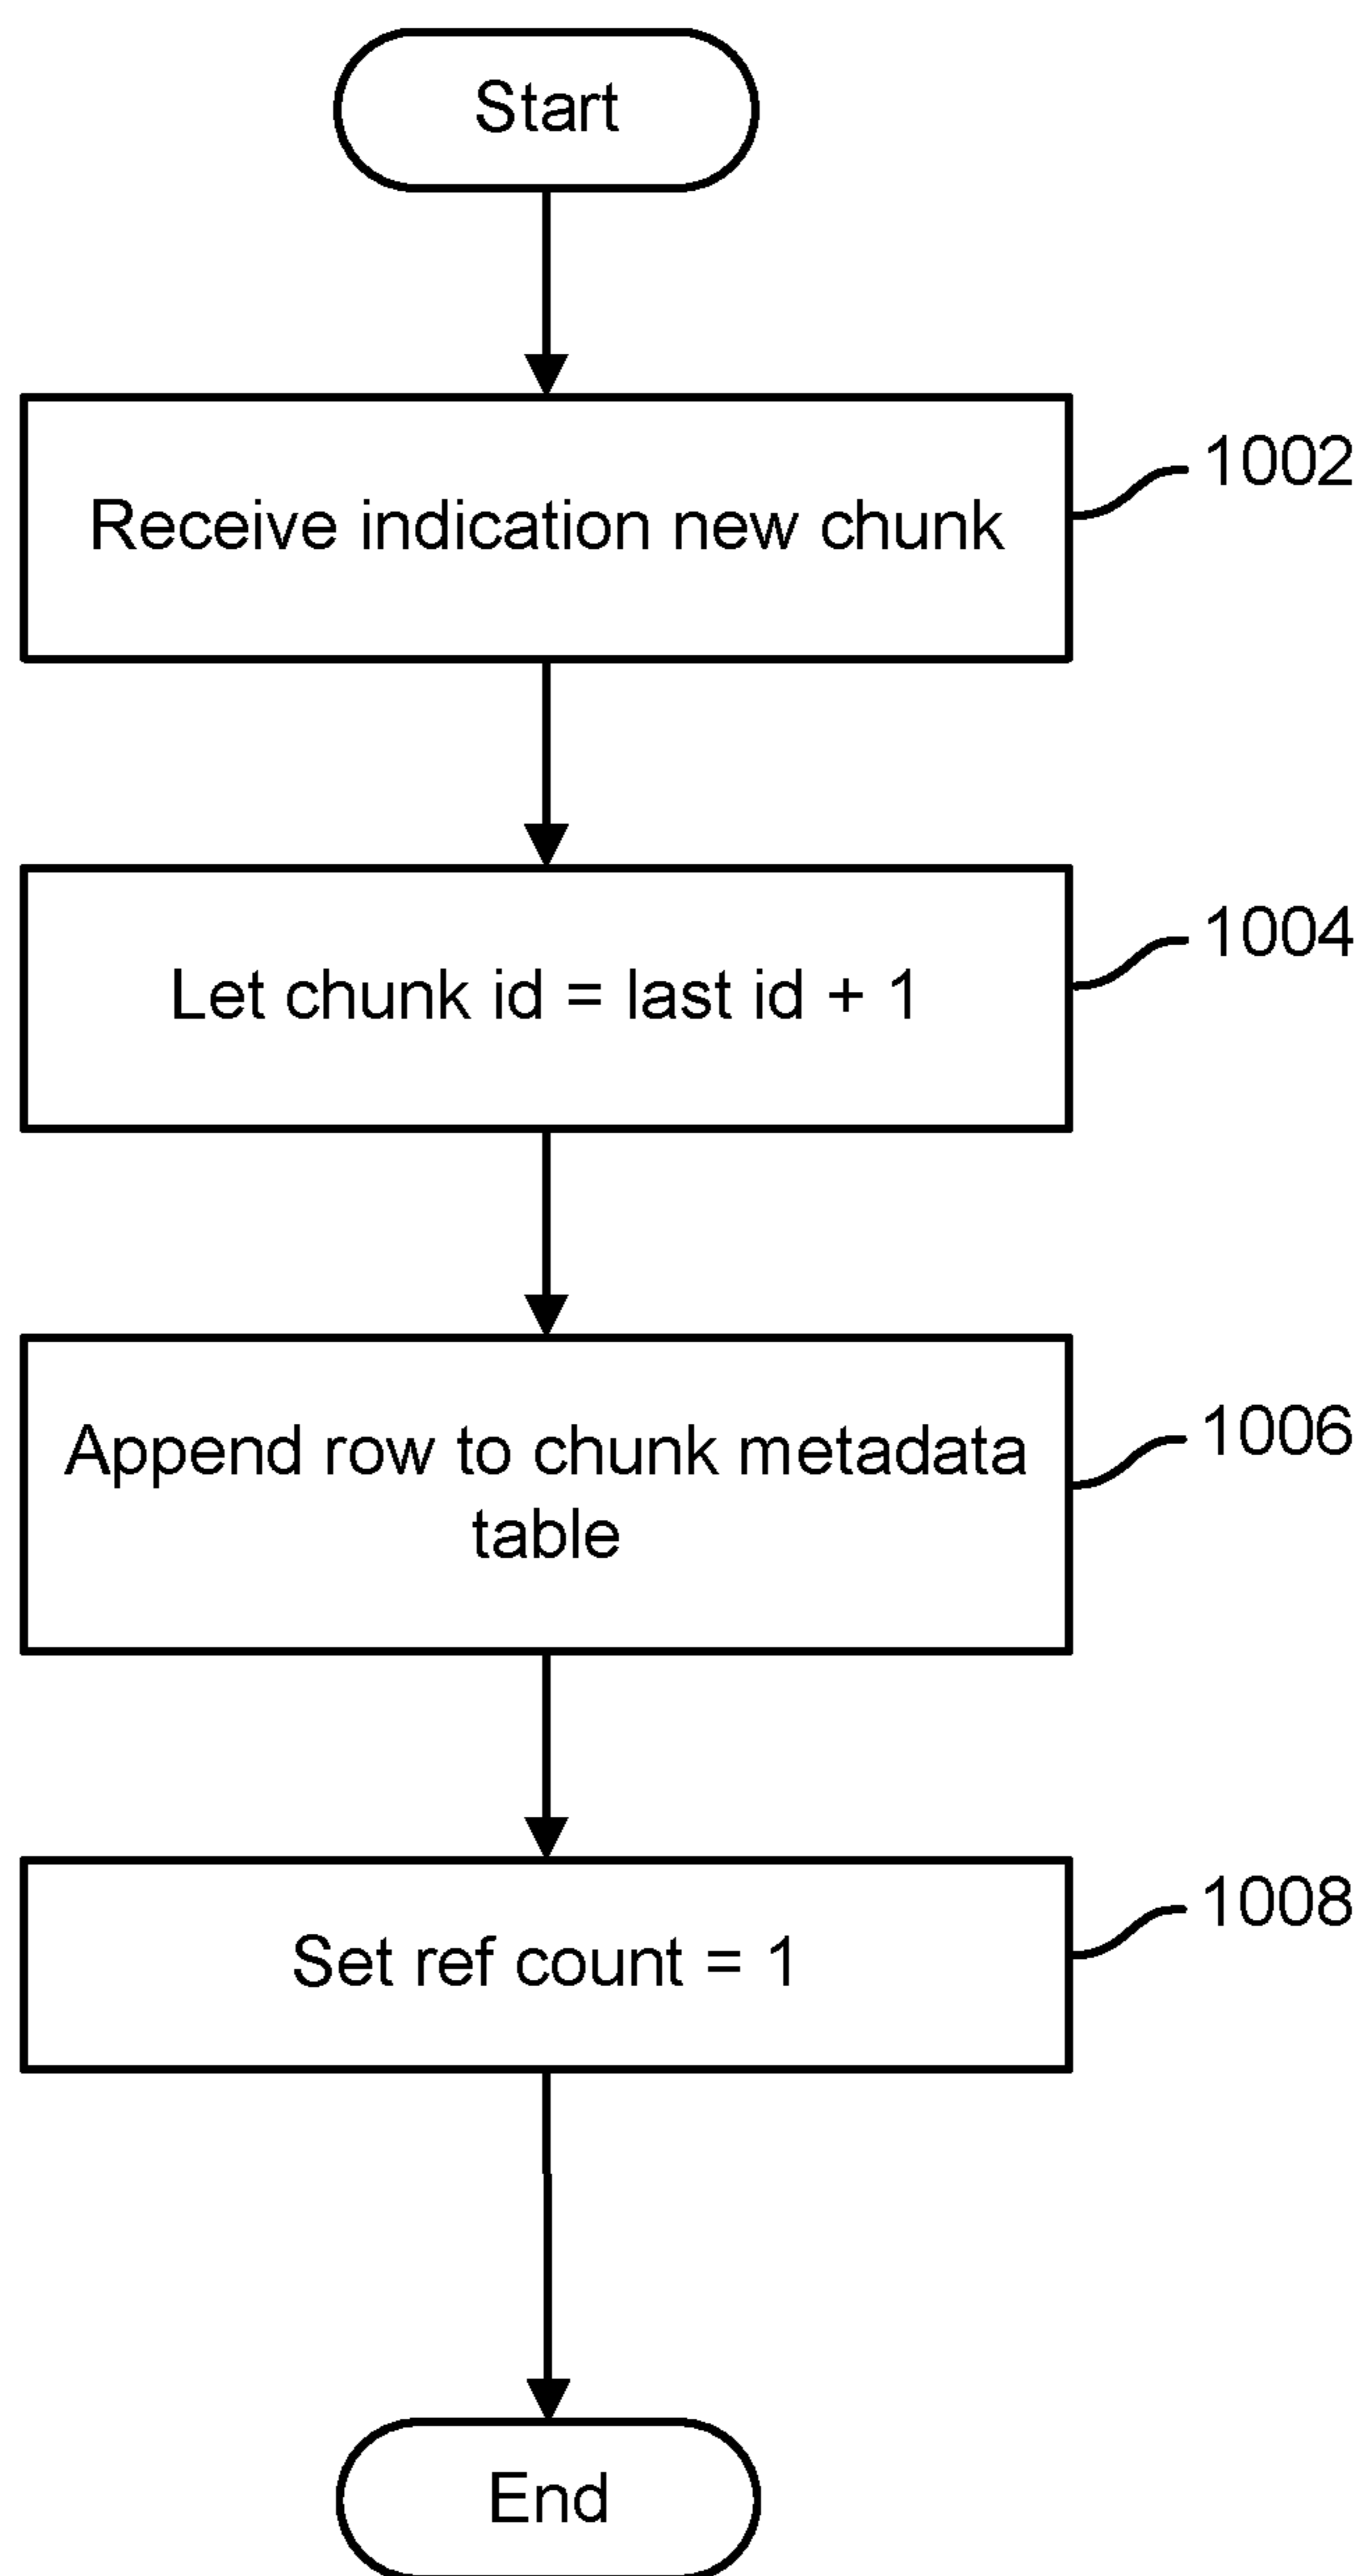 Start
Receive indication new chunk
1002
Let chunk id = last id + 1
1004
Append row to chunk metadata
table
1006
Set ref count = 1
1008
End